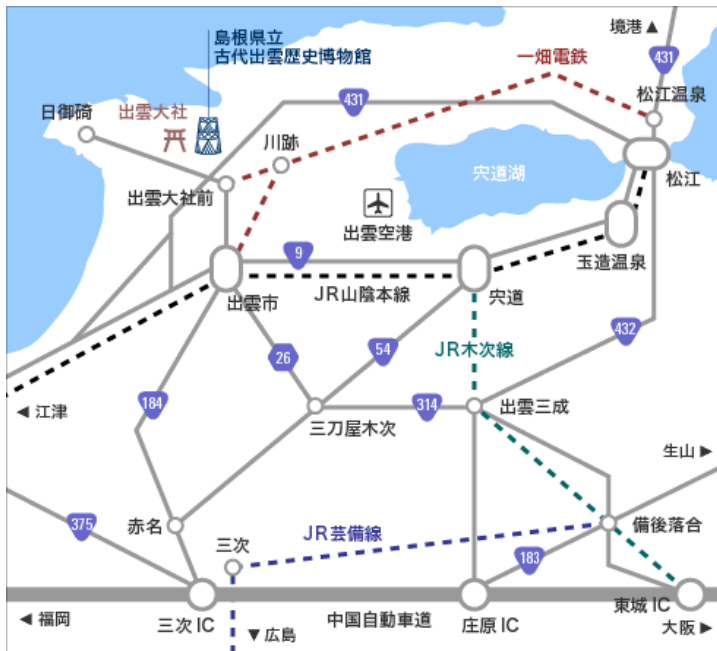 島根県立
古代出雲歴史博物館
境港▲
431
一畑電鉄
松江温泉
日御碕
出雲大社
431
川跡
宍道湖
松江
出雲大社前
出雲空港
9
玉造温泉
出雲市
JR山陰本線
宍道
26
54
JR木次線
432
184
314
◀江津
三刀屋木次
出雲三成
生山▶
375
赤名
三次
JR芸備線
備後落合
183
◀福岡
三次IC
▼広島
中国自動車道
庄原IC
東城IC
大阪▶